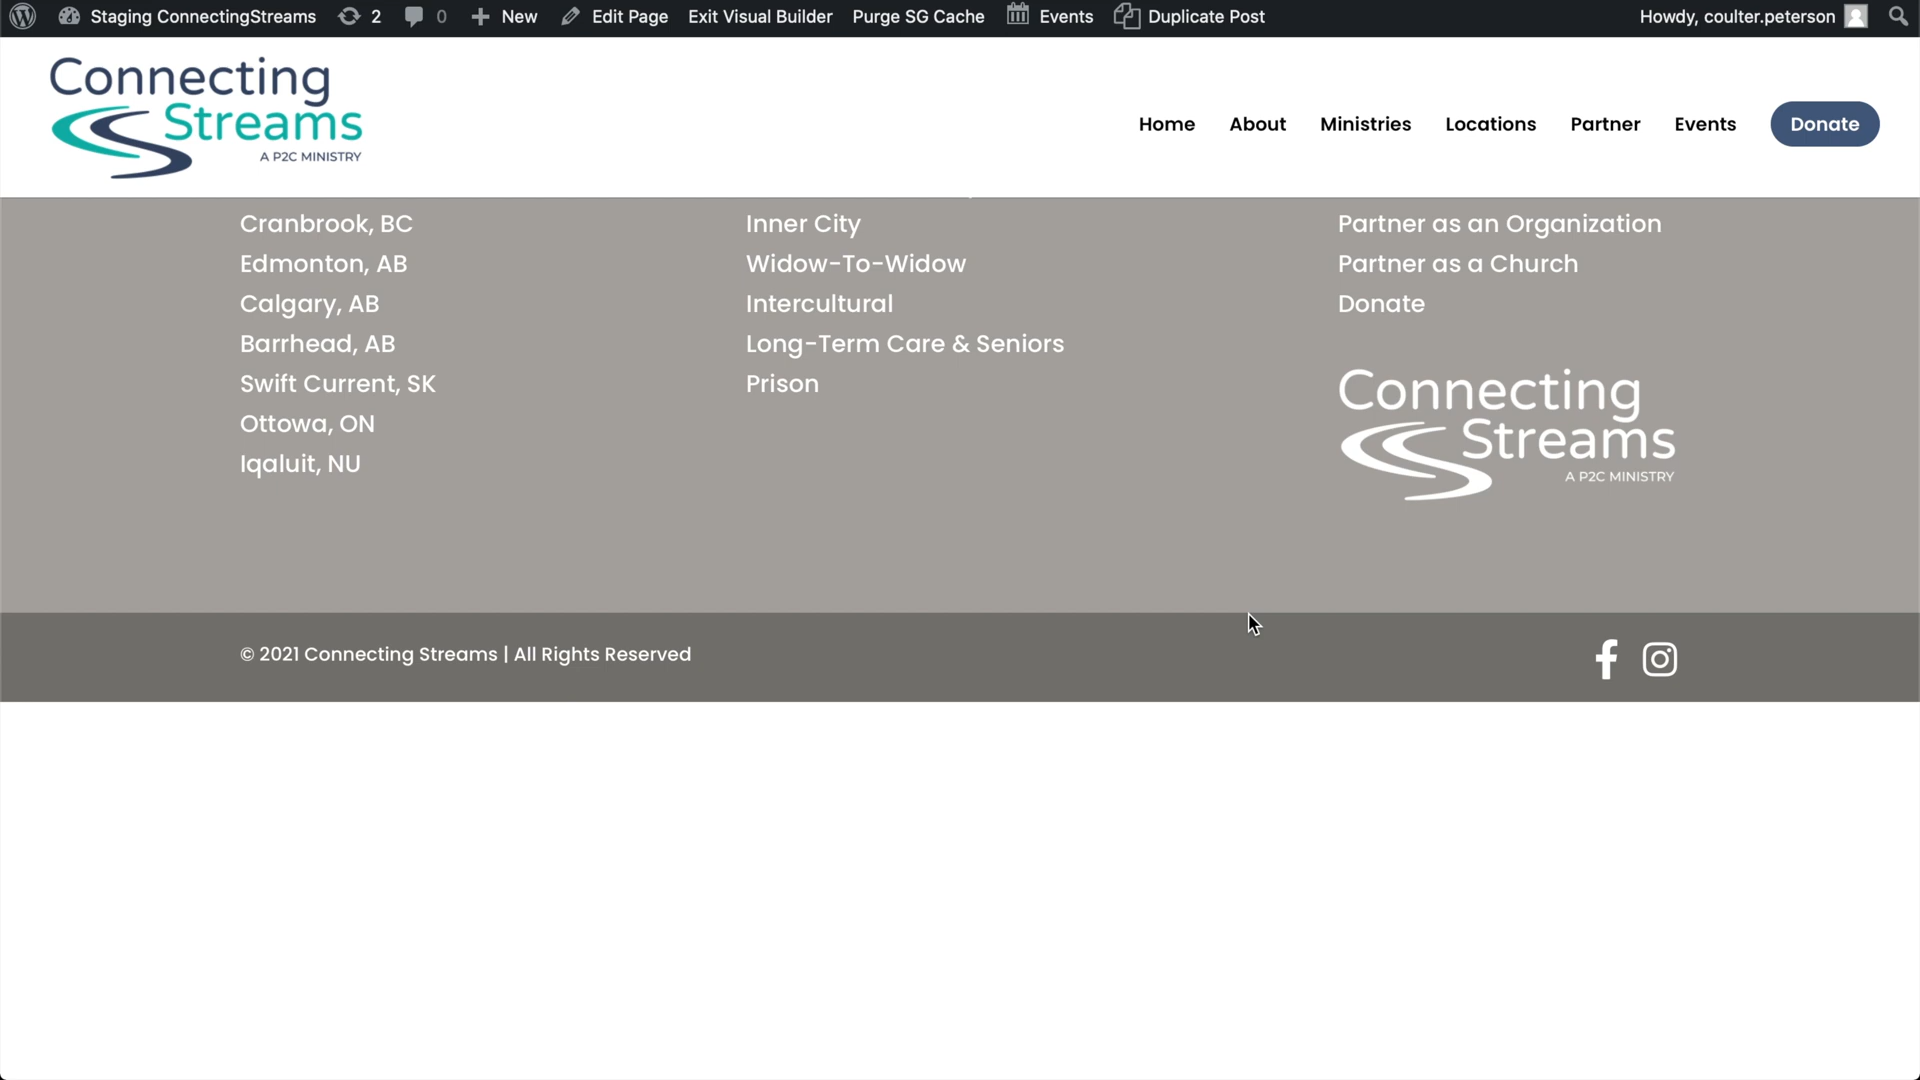 Staging ConnectingStreams 2 0 New Edit Page Exit Visual Builder Purge SG Cache Events Duplicate Post Howdy, coulter.peterson
Connecting
Streams
A P2C MINISTRY
Home About Ministries Locations Partner Events Donate
Cranbrook, BC
Edmonton, AB
Calgary, AB
Barrhead, AB
Swift Current, SK
Ottowa, ON
Iqaluit, NU
Inner City
Widow-To-Widow
Intercultural
Long-Term Care & Seniors
Prison
Partner as an Organization
Partner as a Church
Donate
Connecting
Streams
A P2C MINISTRY
© 2021 Connecting Streams | All Rights Reserved